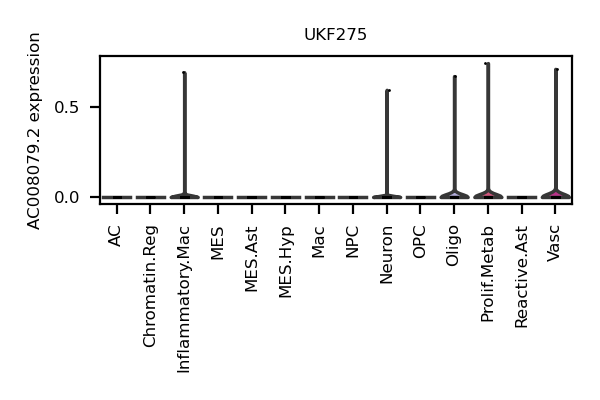 UKF275
AC008079.2 expression
0.5
0.0
AC
Chromatin.Reg
Inflammatory.Mac
MES
MES.Ast
MES.Hyp
Mac
NPC
Neuron
OPC
Oligo
Prolif.Metab
Reactive.Ast
Vasc